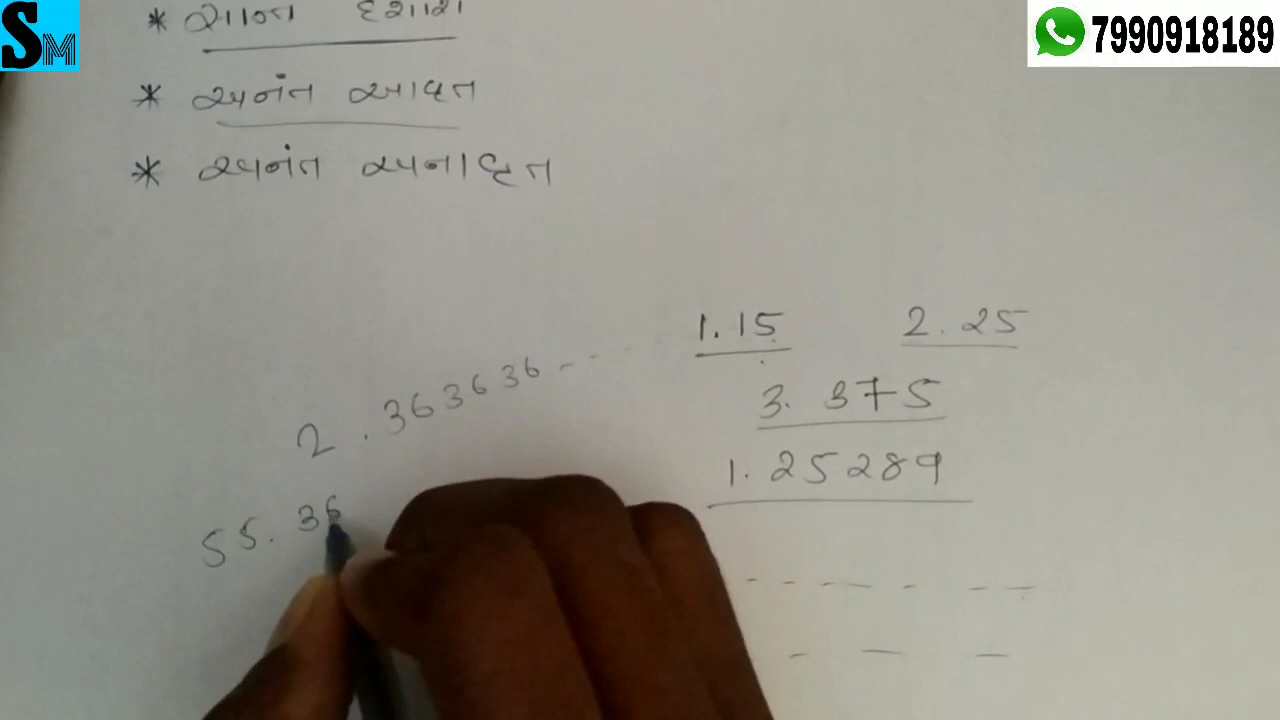 SM
7990918189
* સાન્ત દશાંશ
* અનંત આવૃત
* અનંત અનાવૃત
1.15 2.25
2.363636-----
3.375
1.25289
55.36